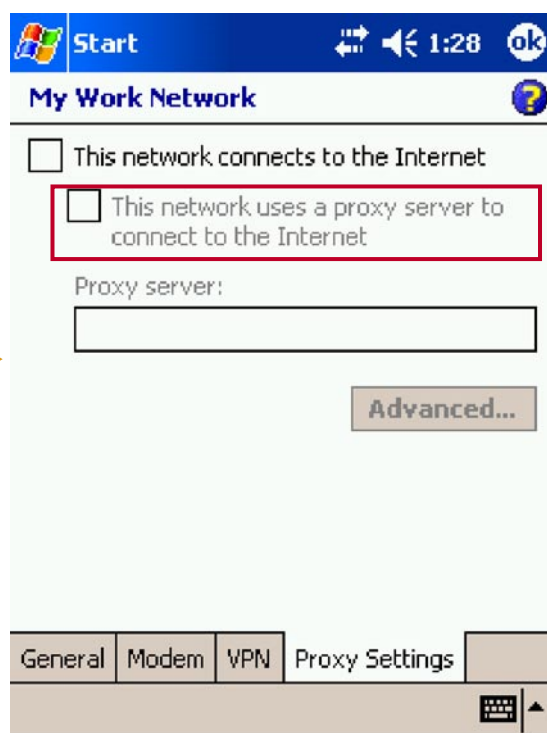 Start 1:28 ok
My Work Network ?
This network connects to the Internet
This network uses a proxy server to
connect to the Internet
Proxy server:
Advanced...
General Modem VPN Proxy Settings